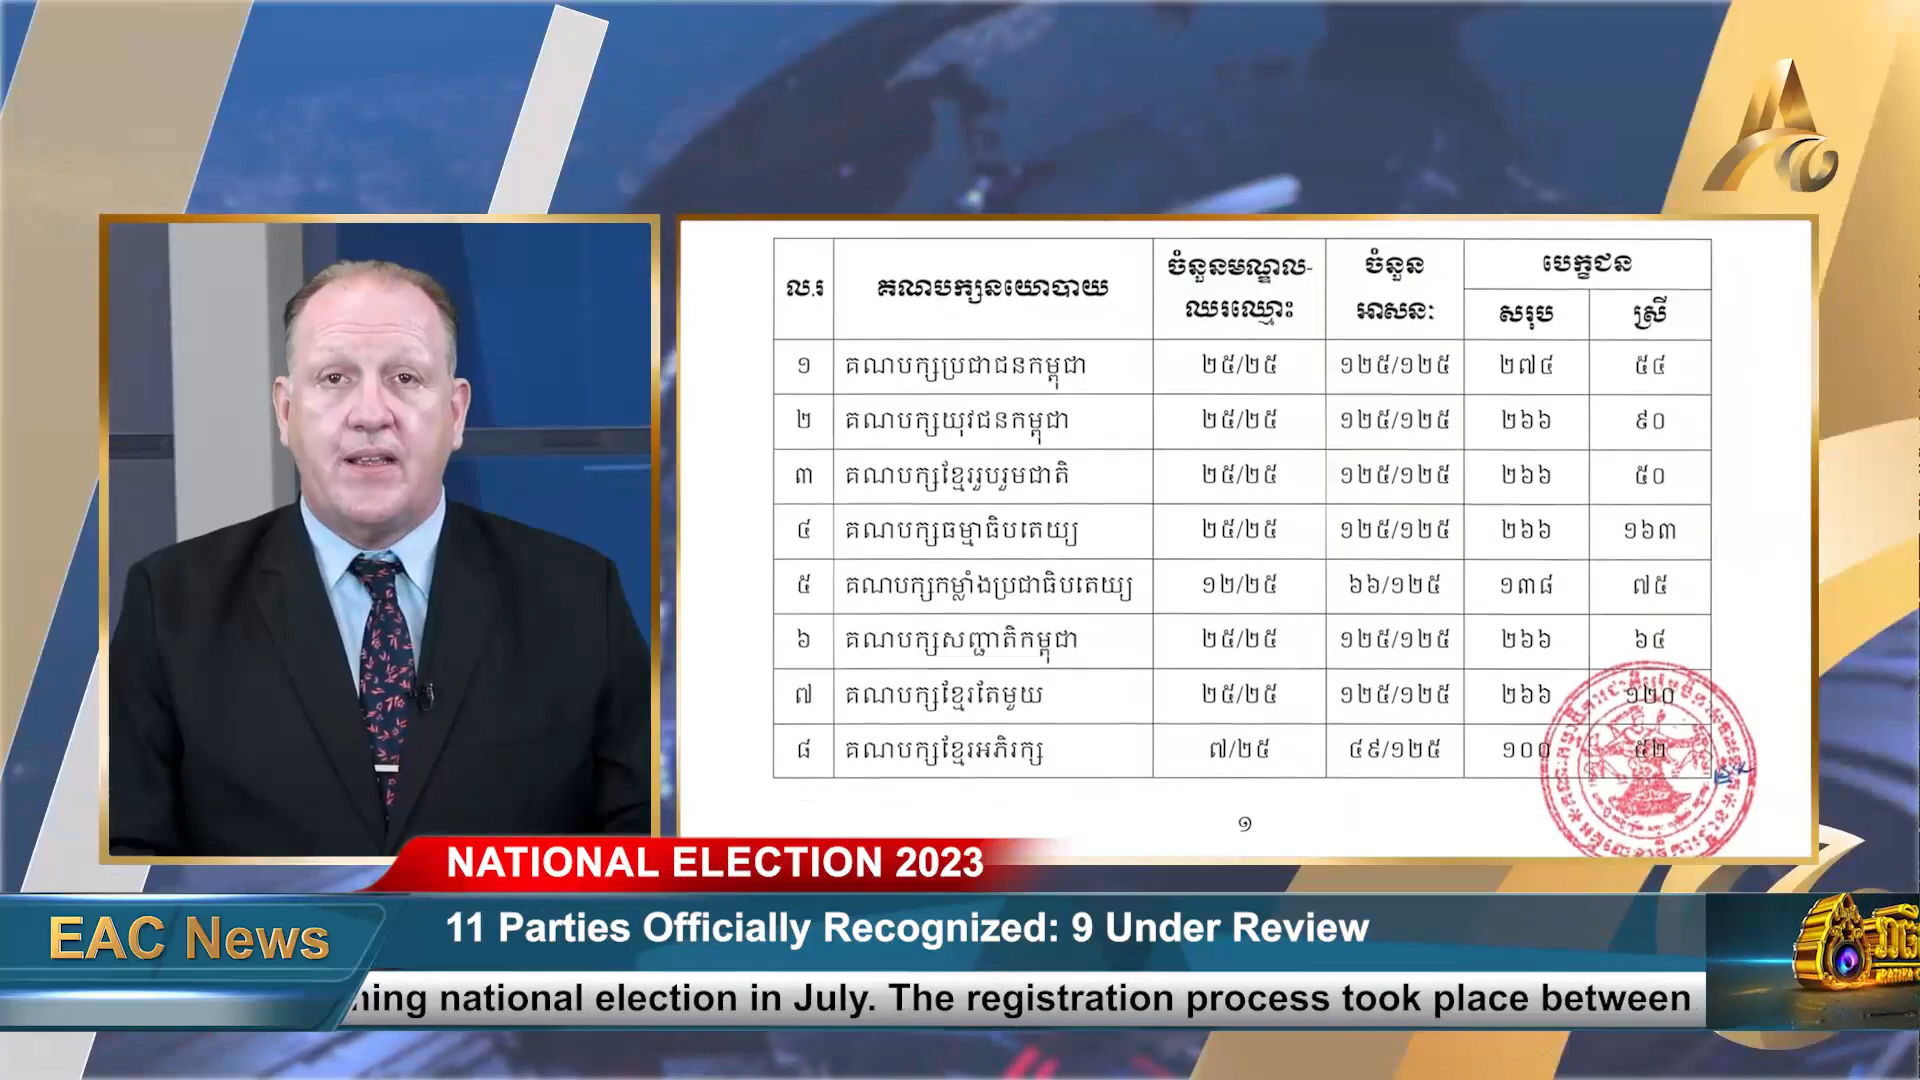 ល.រ គណបក្សនយោបាយ ចំនួនមណ្ឌល- ឈរឈ្មោះ ចំនួន អាសនៈ បេក្ខជន
សរុប ស្រី
១ គណបក្សប្រជាជនកម្ពុជា ២៥/២៥ ១២៥/១២៥ ២៧៤ ៥៤
២ គណបក្សយុវជនកម្ពុជា ២៥/២៥ ១២៥/១២៥ ២៦៦ ៩០
៣ គណបក្សខ្មែររួបរួមជាតិ ២៥/២៥ ១២៥/១២៥ ២៦៦ ៥០
៤ គណបក្សធម្មាធិបតេយ្យ ២៥/២៥ ១២៥/១២៥ ២៦៦ ១៦៣
៥ គណបក្សកម្លាំងប្រជាធិបតេយ្យ ១២/២៥ ៦៦/១២៥ ១៣៨ ៧៥
៦ គណបក្សសញ្ជាតិកម្ពុជា ២៥/២៥ ១២៥/១២៥ ២៦៦ ៦៤
៧ គណបក្សខ្មែរតែមួយ ២៥/២៥ ១២៥/១២៥ ២៦៦ ១២០
៨ គណបក្សខ្មែរអភិរក្ស ៧/២៥ ៤៩/១២៥ ១០០ ៥២
១
NATIONAL ELECTION 2023
EAC News
11 Parties Officially Recognized: 9 Under Review
national election in July. The registration process took place between